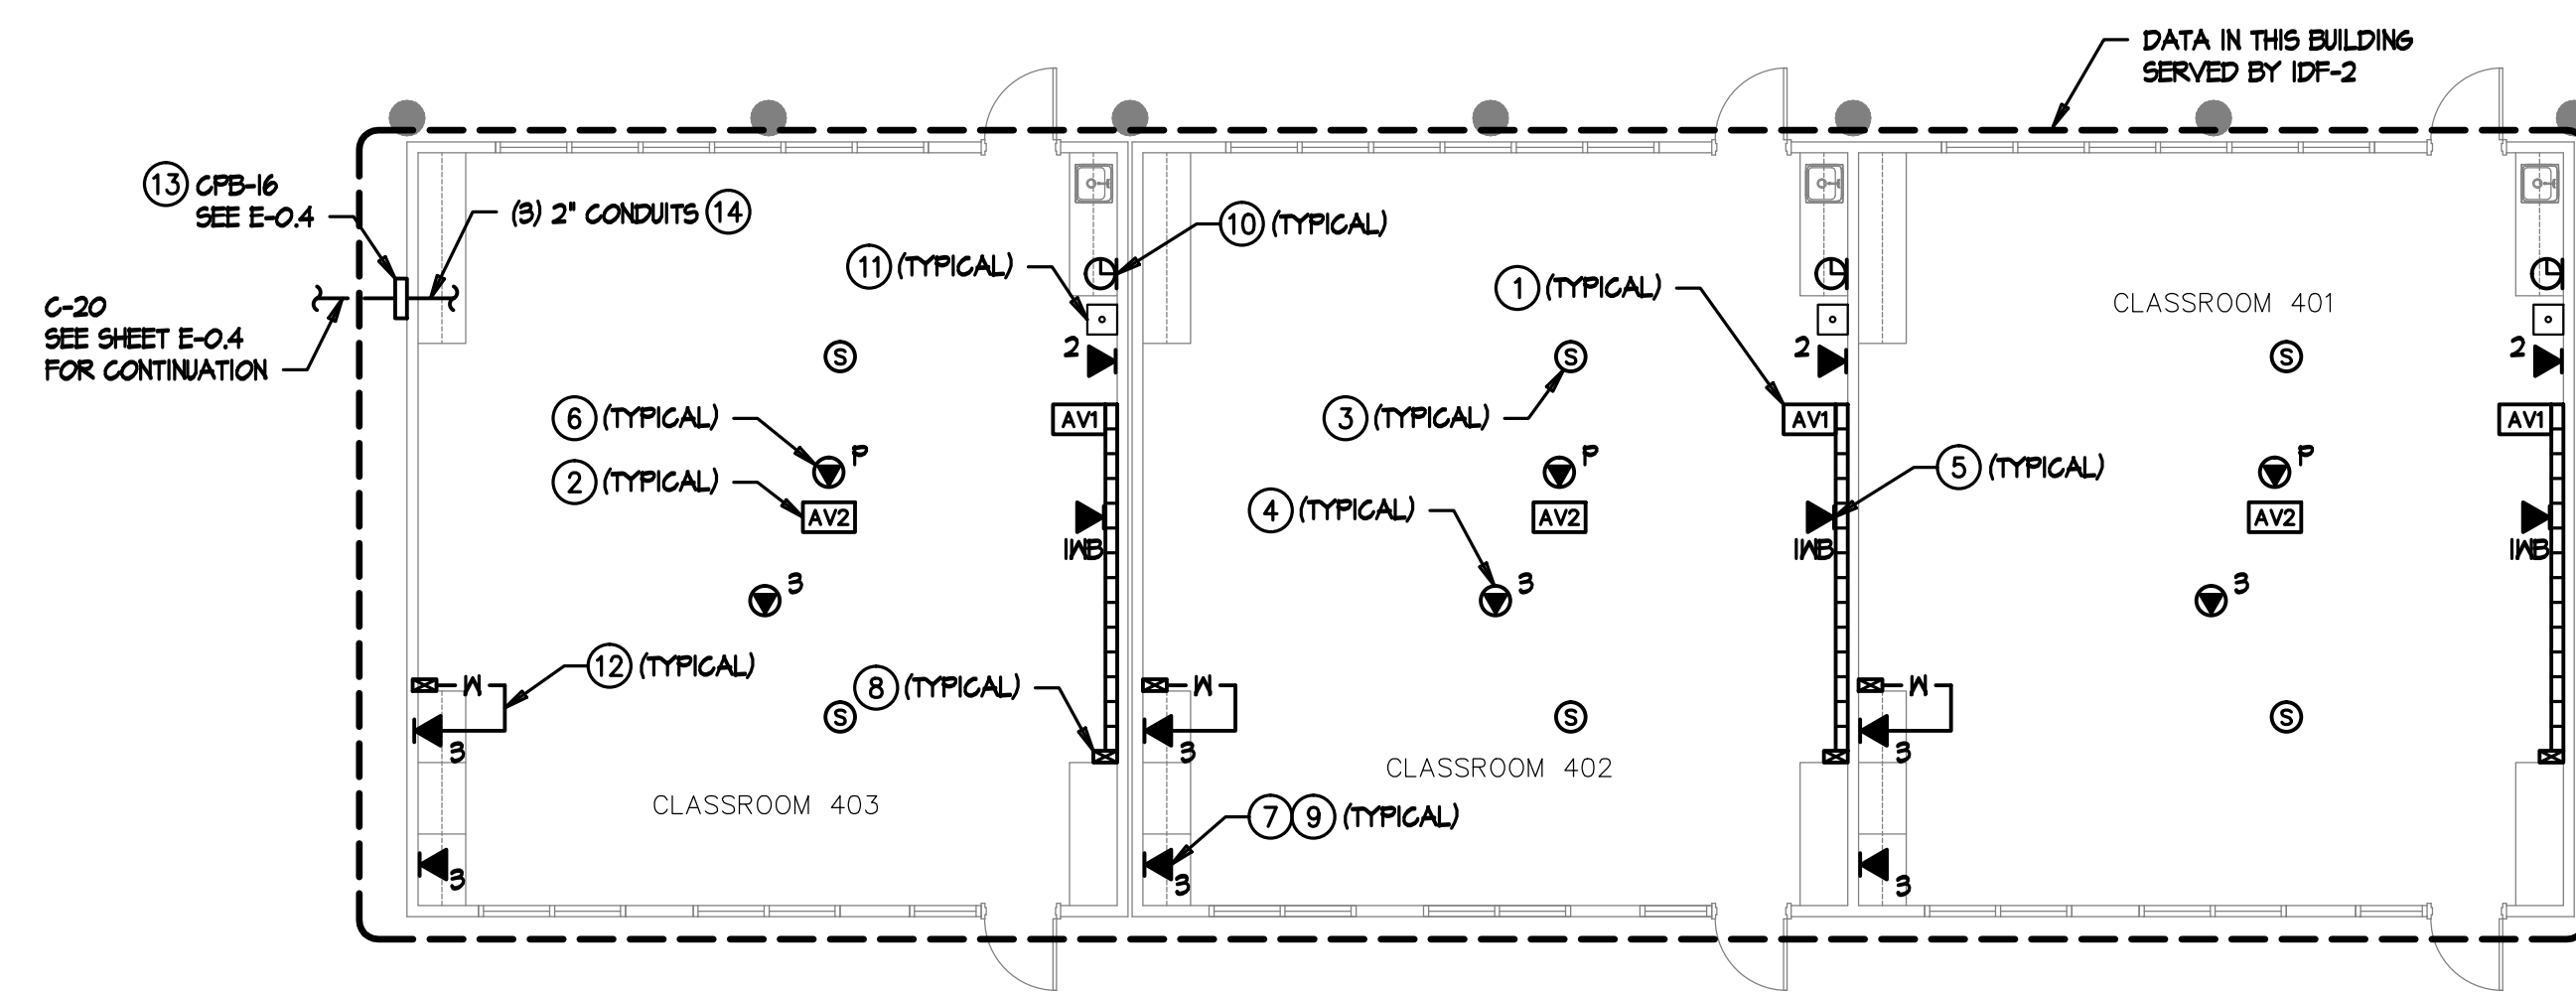 DATA IN THIS BUILDING
SERVED BY IDF-2
13 CPB-16
SEE E-0.4
(3) 2" CONDUITS 14
10 (TYPICAL)
11 (TYPICAL)
1 (TYPICAL)
C-20
SEE SHEET E-0.4
FOR CONTINUATION
CLASSROOM 401
2
2
2
S
S
S
6 (TYPICAL)
3 (TYPICAL)
AV1
AV1
AV1
P
P
P
5 (TYPICAL)
2 (TYPICAL)
4 (TYPICAL)
AV2
AV2
AV2
IWB
IWB
IWB
3
3
3
12 (TYPICAL)
8 (TYPICAL)
W
W
W
S
S
S
3
3
3
CLASSROOM 402
CLASSROOM 403
7 9 (TYPICAL)
3
3
3